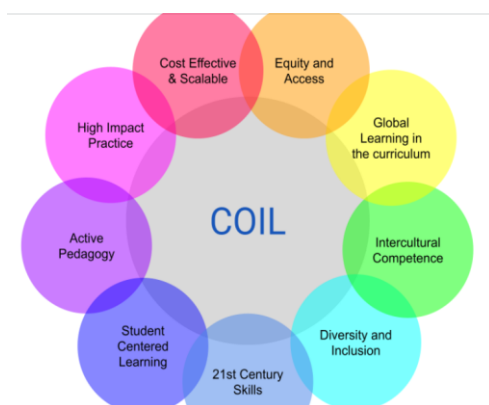 Cost Effective
& Scalable
Equity and
Access
Global
Learning in
the curriculum
Intercultural
Competence
Diversity and
Inclusion
21st Century
Skills
Student
Centered
Learning
Active
Pedagogy
High Impact
Practice
COIL